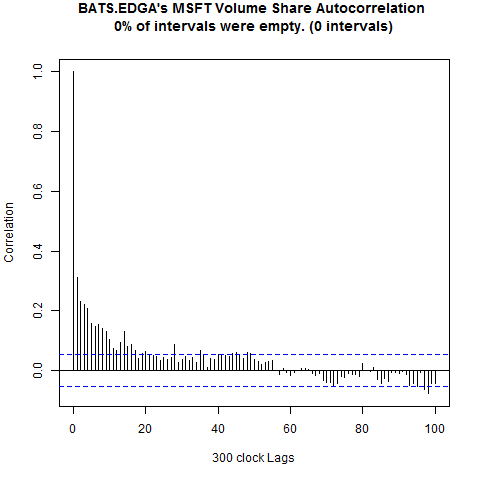 BATS.EDGA's MSFT Volume Share Autocorrelation
0% of intervals were empty. (0 intervals)
Correlation
1.0
0.8
0.6
0.4
0.2
0.0
0 20 40 60 80 100
300 clock Lags